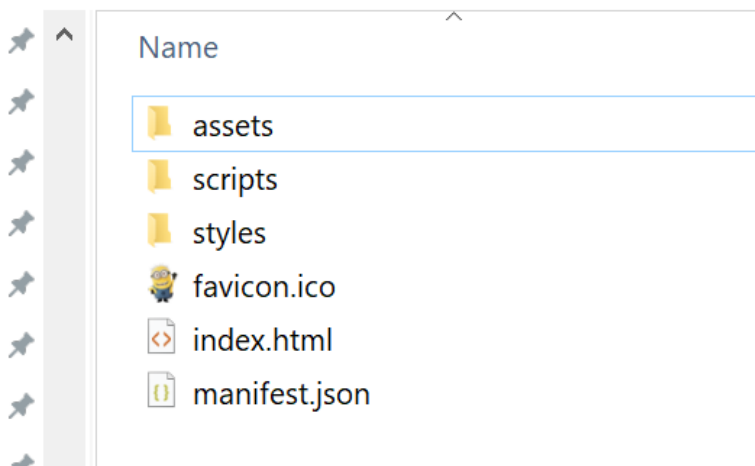 Name
assets
scripts
styles
favicon.ico
index.html
manifest.json